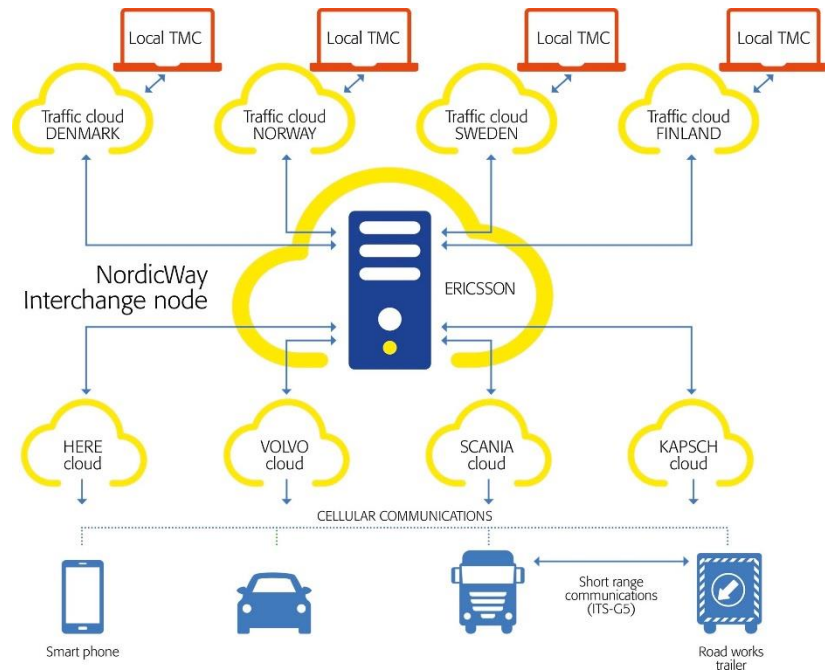 Local TMC
Local TMC
Local TMC
Local TMC
Traffic cloud
DENMARK
Traffic cloud
NORWAY
Traffic cloud
SWEDEN
Traffic cloud
FINLAND
NordicWay
Interchange node
ERICSSON
HERE
cloud
VOLVO
cloud
SCANIA
cloud
KAPSCH
cloud
CELLULAR COMMUNICATIONS
Short range
communications
(ITS-G5)
Smart phone
Road works
trailer